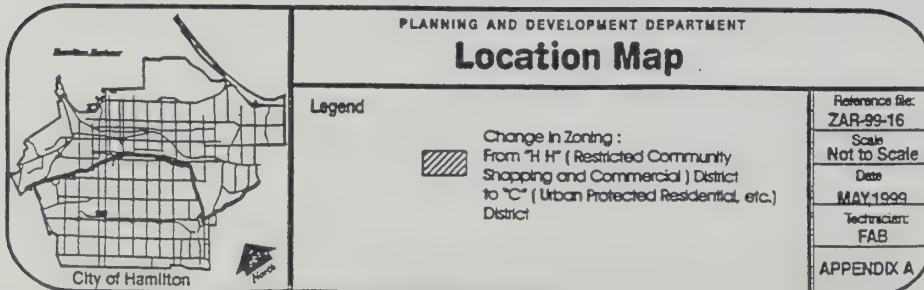 PLANNING AND DEVELOPMENT DEPARTMENT
Location Map
City of Hamilton
North
Legend
Change in Zoning :
From "H H" ( Restricted Community
Shopping and Commercial ) District
to "C" ( Urban Protected Residential, etc.)
District
Reference file:
ZAR-99-16
Scale
Not to Scale
Date
MAY,1999
Technician:
FAB
APPENDIX A